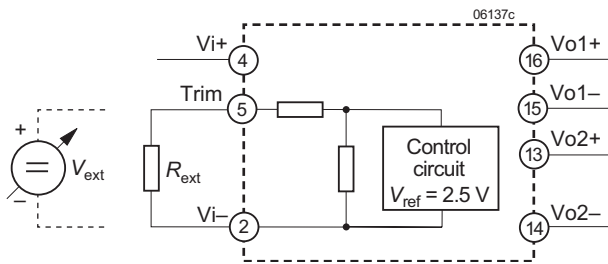 06137c
Vi+
4
Trim
5
+
=
–
Vext
Rext
Vi–
2
Control
circuit
Vref = 2.5 V
16
Vo1+
15
Vo1–
13
Vo2+
14
Vo2–